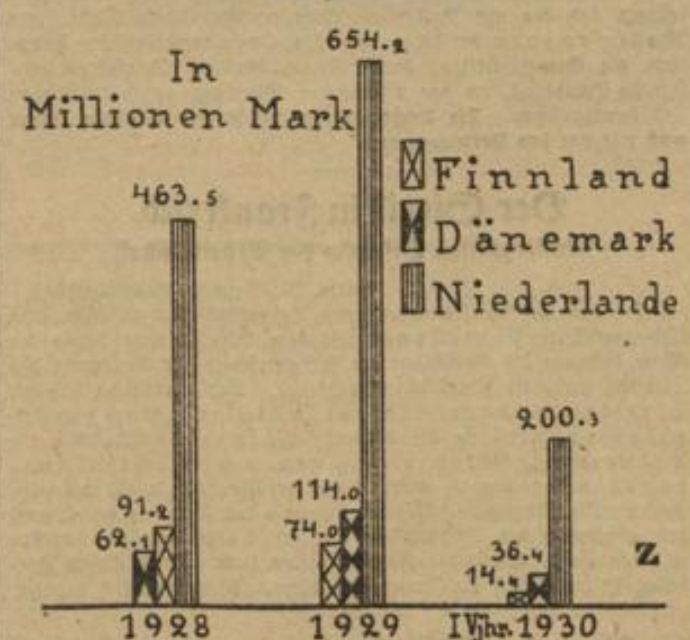 In
Millionen Mark
Finnland
Dänemark
Niederlande
463.5
91.2
62.1
654.2
114.0
74.0
200.3
36.4
14.4
Z
1928
1929
I Vjhr. 1930